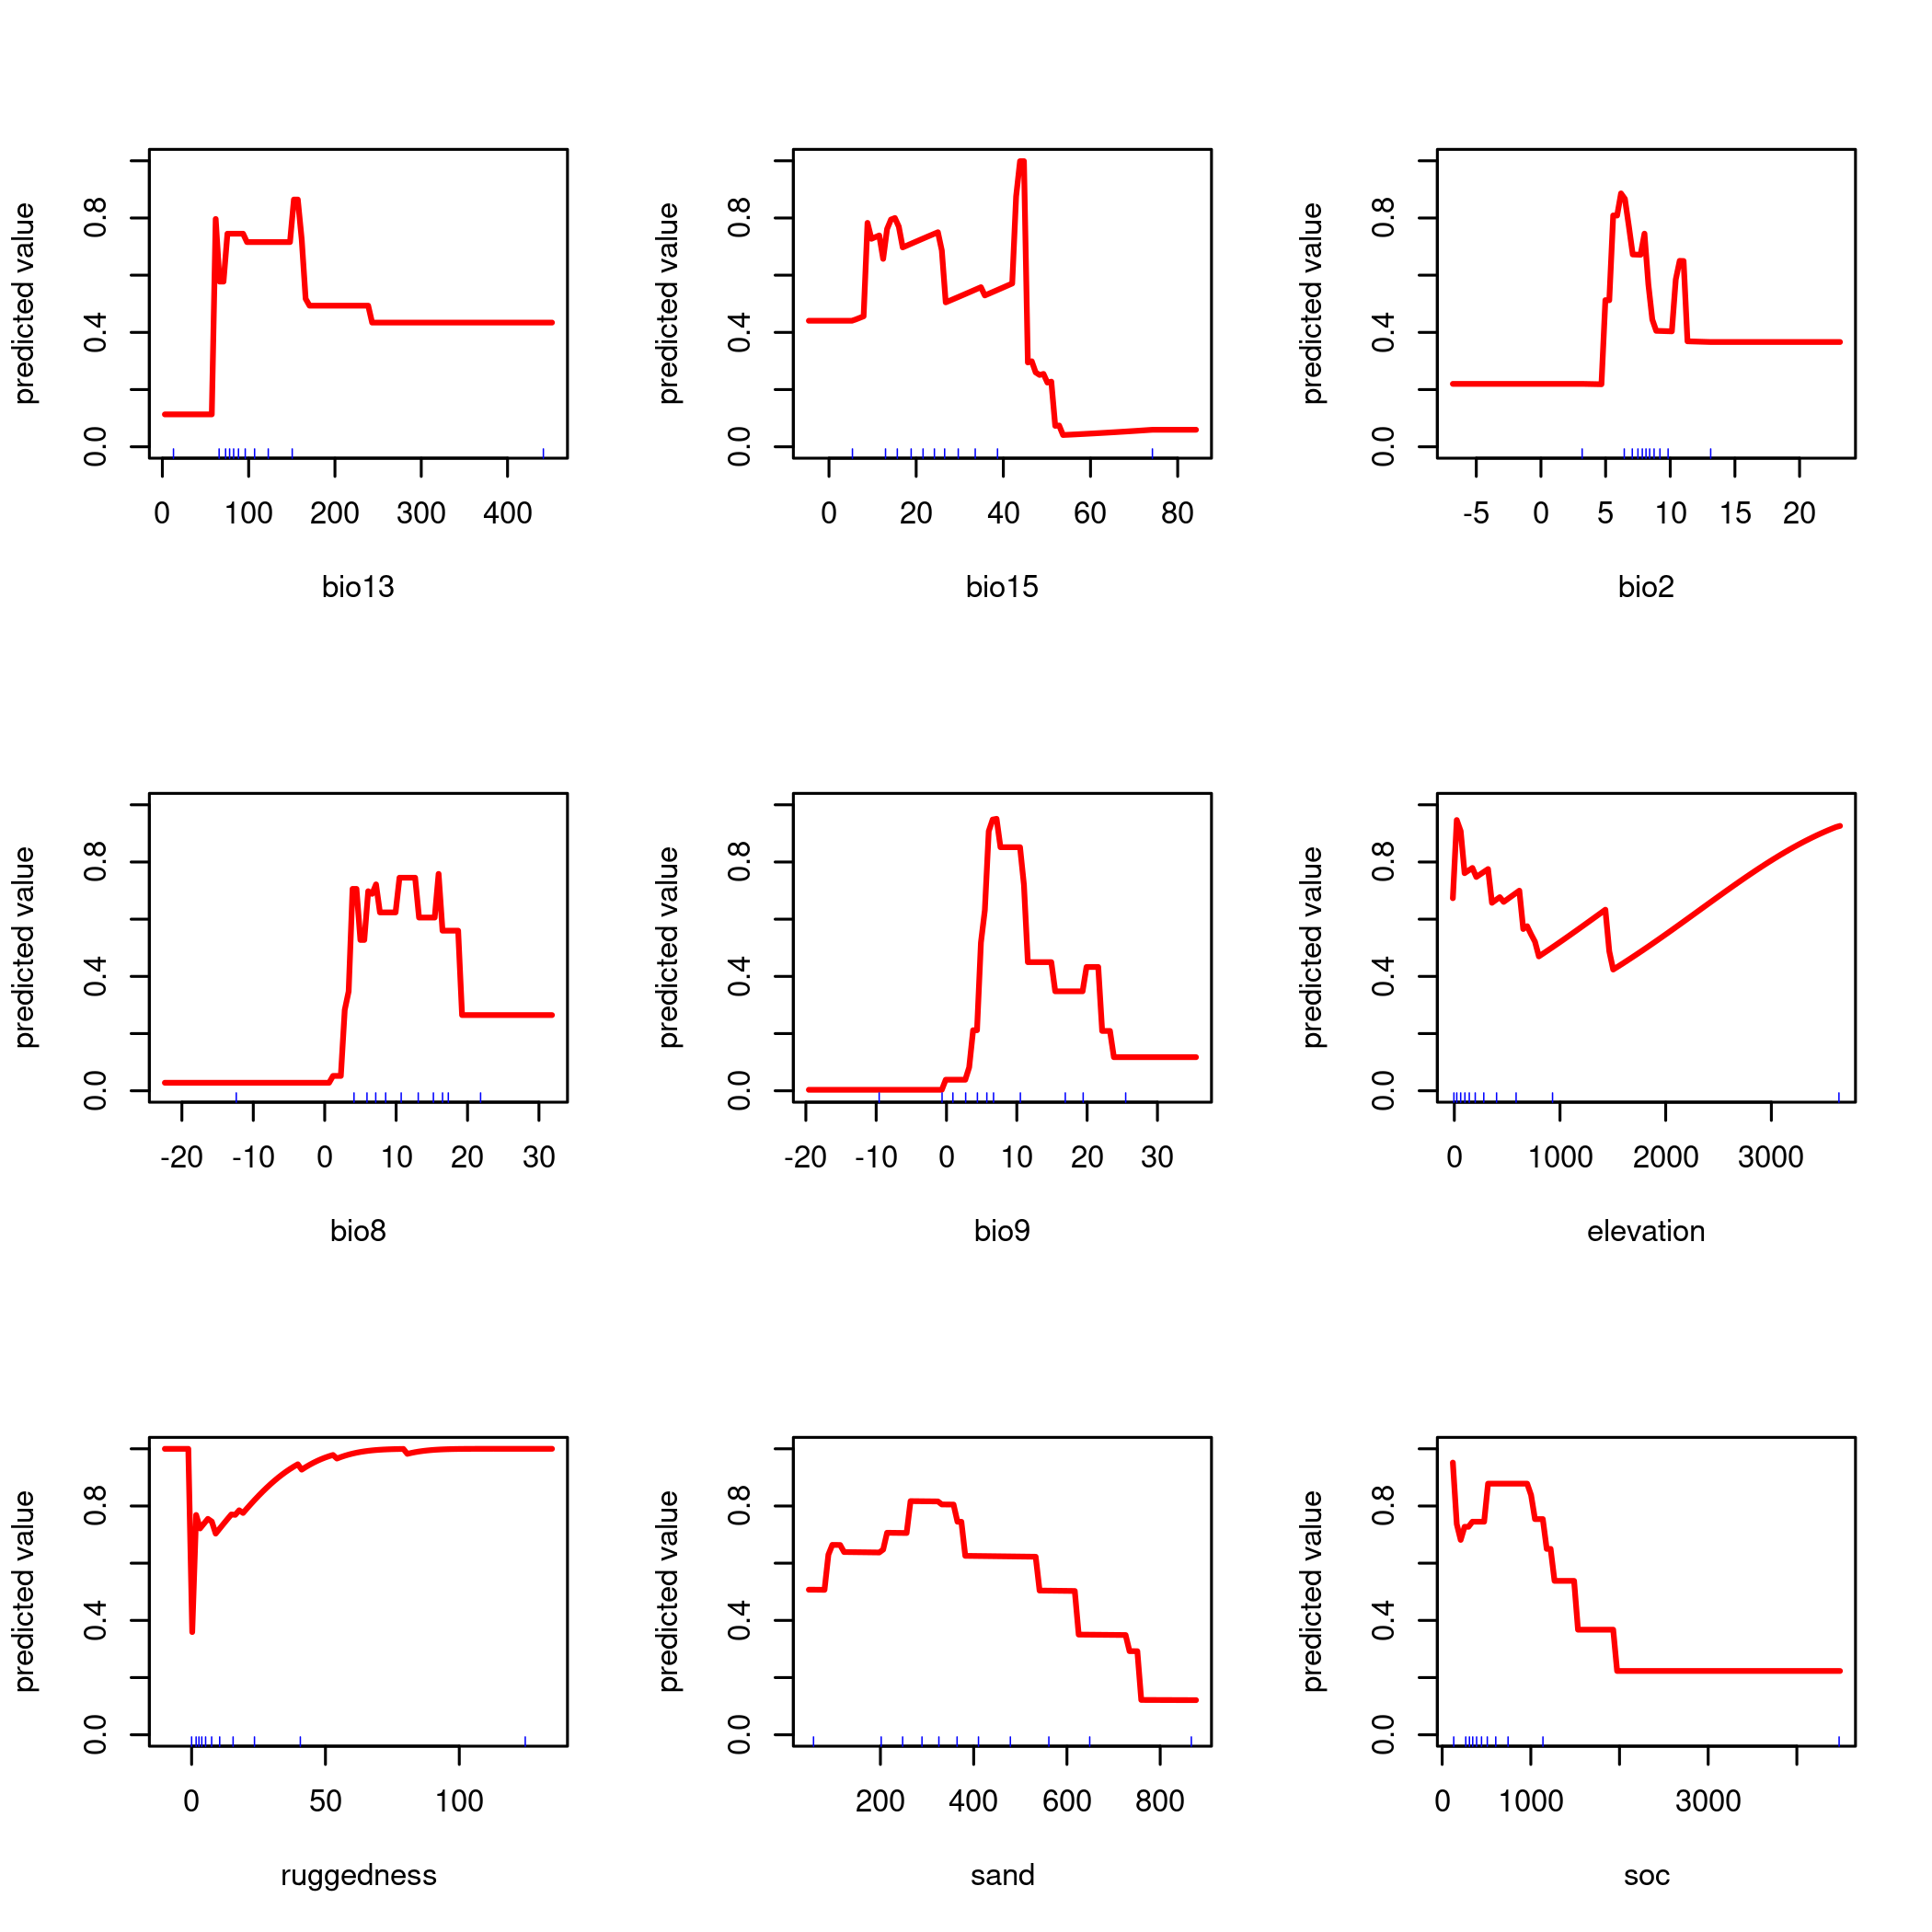 predicted value
0.0 0.4 0.8
0 100 200 300 400
bio13
predicted value
0.0 0.4 0.8
0 20 40 60 80
bio15
predicted value
0.0 0.4 0.8
-5 0 5 10 15 20
bio2
predicted value
0.0 0.4 0.8
-20 -10 0 10 20 30
bio8
predicted value
0.0 0.4 0.8
-20 -10 0 10 20 30
bio9
predicted value
0.0 0.4 0.8
0 1000 2000 3000
elevation
predicted value
0.0 0.4 0.8
0 50 100
ruggedness
predicted value
0.0 0.4 0.8
200 400 600 800
sand
predicted value
0.0 0.4 0.8
0 1000 3000
soc